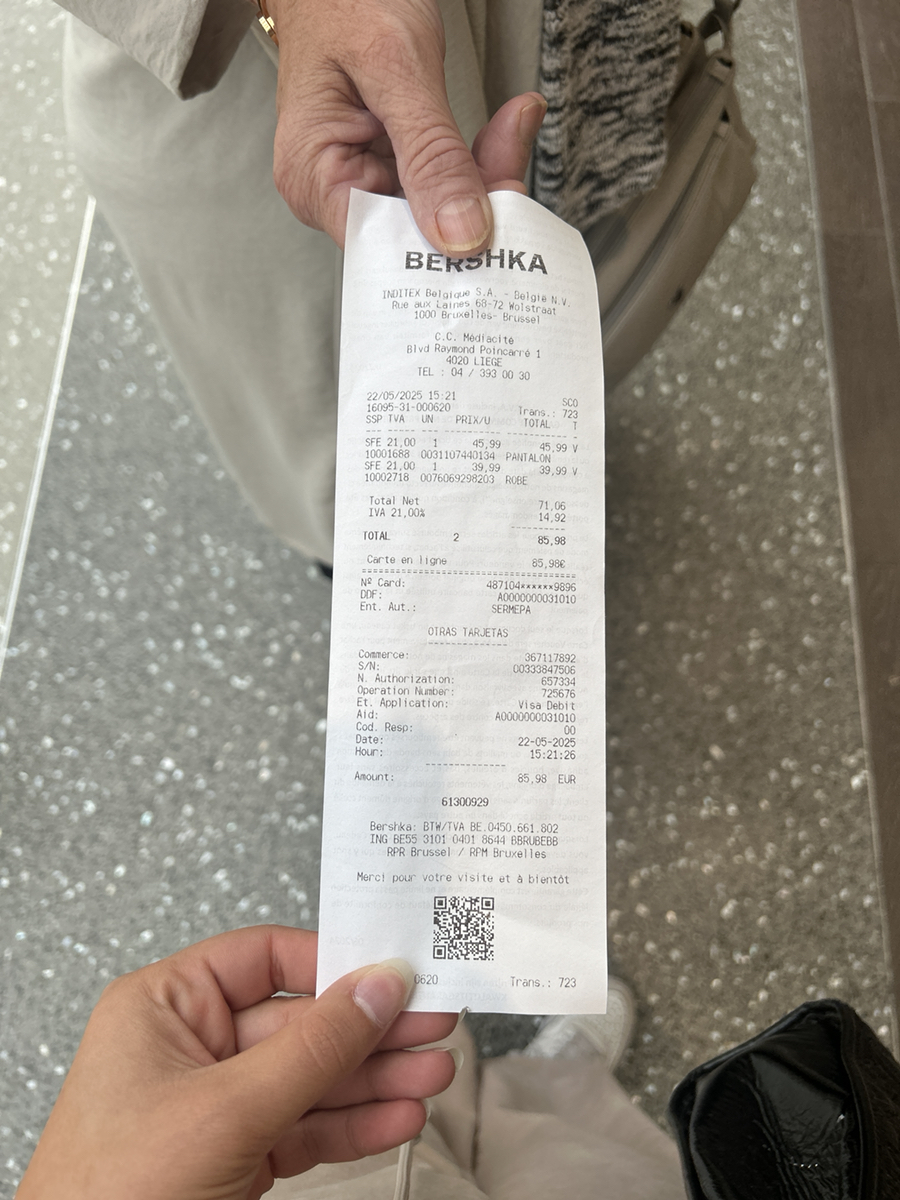 BERSHKA
INDITEX Belgique S.A. - België N.V.
Rue aux Laines 68-72 Wolstraat
1000 Bruxelles- Brussel
C.C. Médiacité
Blvd Raymond Poincarré 1
4020 LIEGE
TEL : 04 / 393 00 30
22/05/2025 15:21 SCO
16095-31-000620 Trans.: 723
SSP TVA UN PRIX/U TOTAL T
SFE 21,00 1 45,99 45,99 V
10001688 0031107440134 PANTALON
SFE 21,00 1 39,99 39,99 V
10002718 0076069298203 ROBE
Total Net 71,06
IVA 21,00% 14,92
TOTAL 2 85,98
Carte en ligne 85,98€
Nº Card: 487104******9896
DDF: A0000000031010
Ent. Aut.: SERMEPA
OTRAS TARJETAS
Commerce: 367117892
S/N: 00333847506
N. Authorization: 657334
Operation Number: 725676
Et. Application: Visa Debit
Aid: A0000000031010
Cod. Resp: 00
Date: 22-05-2025
Hour: 15:21:26
Amount: 85,98 EUR
61300929
Bershka: BTW/TVA BE.0450.661.802
ING BE55 3101 0401 8644 BBRUBEBB
RPR Brussel / RPM Bruxelles
Merci pour votre visite et à bientôt
0620 Trans.: 723